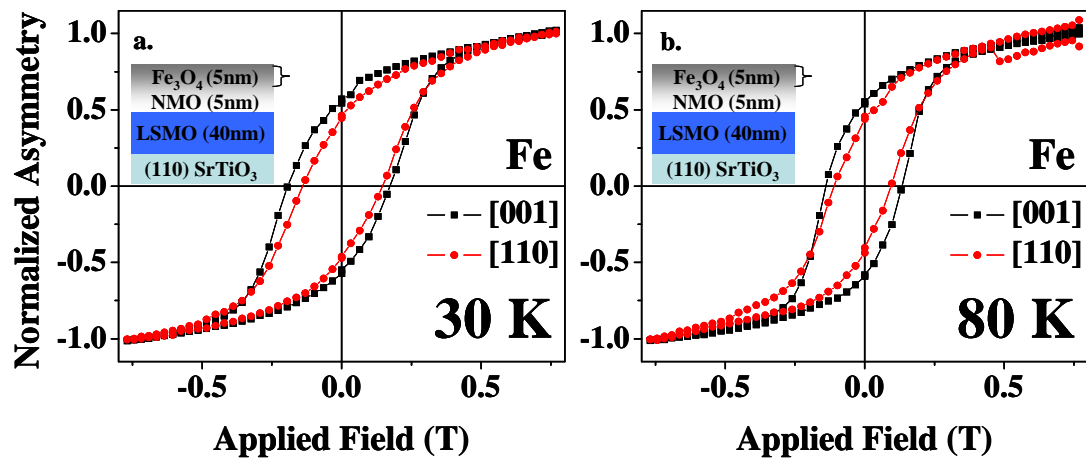 Normalized Asymmetry
a.
Fe₃O₄ (5nm)
NMO (5nm)
LSMO (40nm)
(110) SrTiO₃
Fe
[001]
[110]
30 K
1.0
0.5
0.0
-0.5
-1.0
-0.5 0.0 0.5
Applied Field (T)
b.
Fe₃O₄ (5nm)
NMO (5nm)
LSMO (40nm)
(110) SrTiO₃
Fe
[001]
[110]
80 K
1.0
0.5
0.0
-0.5
-1.0
-0.5 0.0 0.5
Applied Field (T)